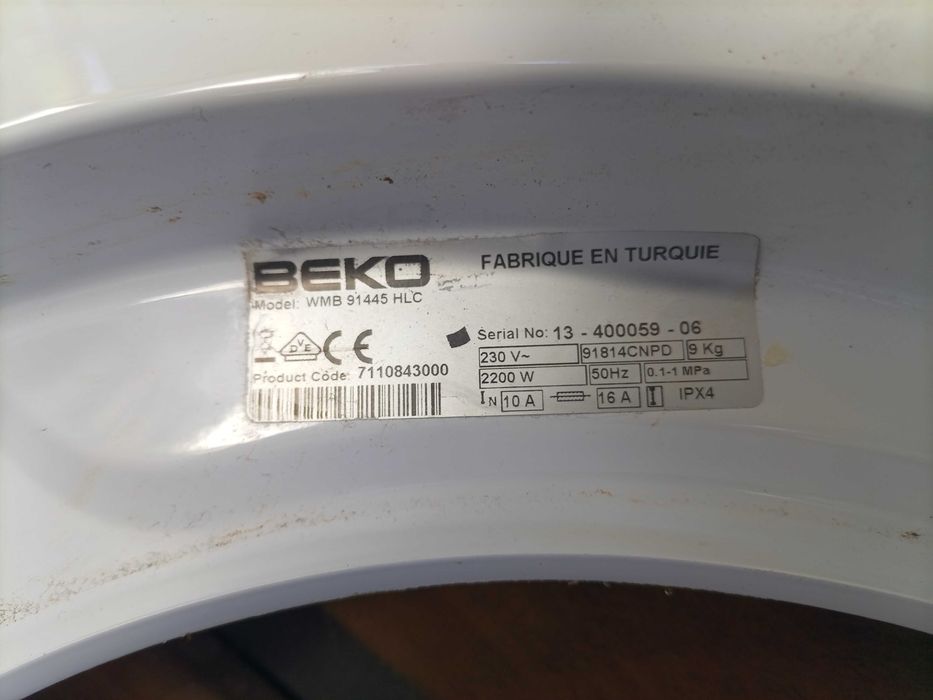 BEKO
FABRIQUE EN TURQUIE
Model: WMB 91445 HLC
DVE
CE
Product Code: 7110843000
Serial No: 13 - 400059 - 06
230 V~ 91814CNPD 9 Kg
2200 W 50Hz 0.1-1 MPa
IN 10 A 16 A IPX4